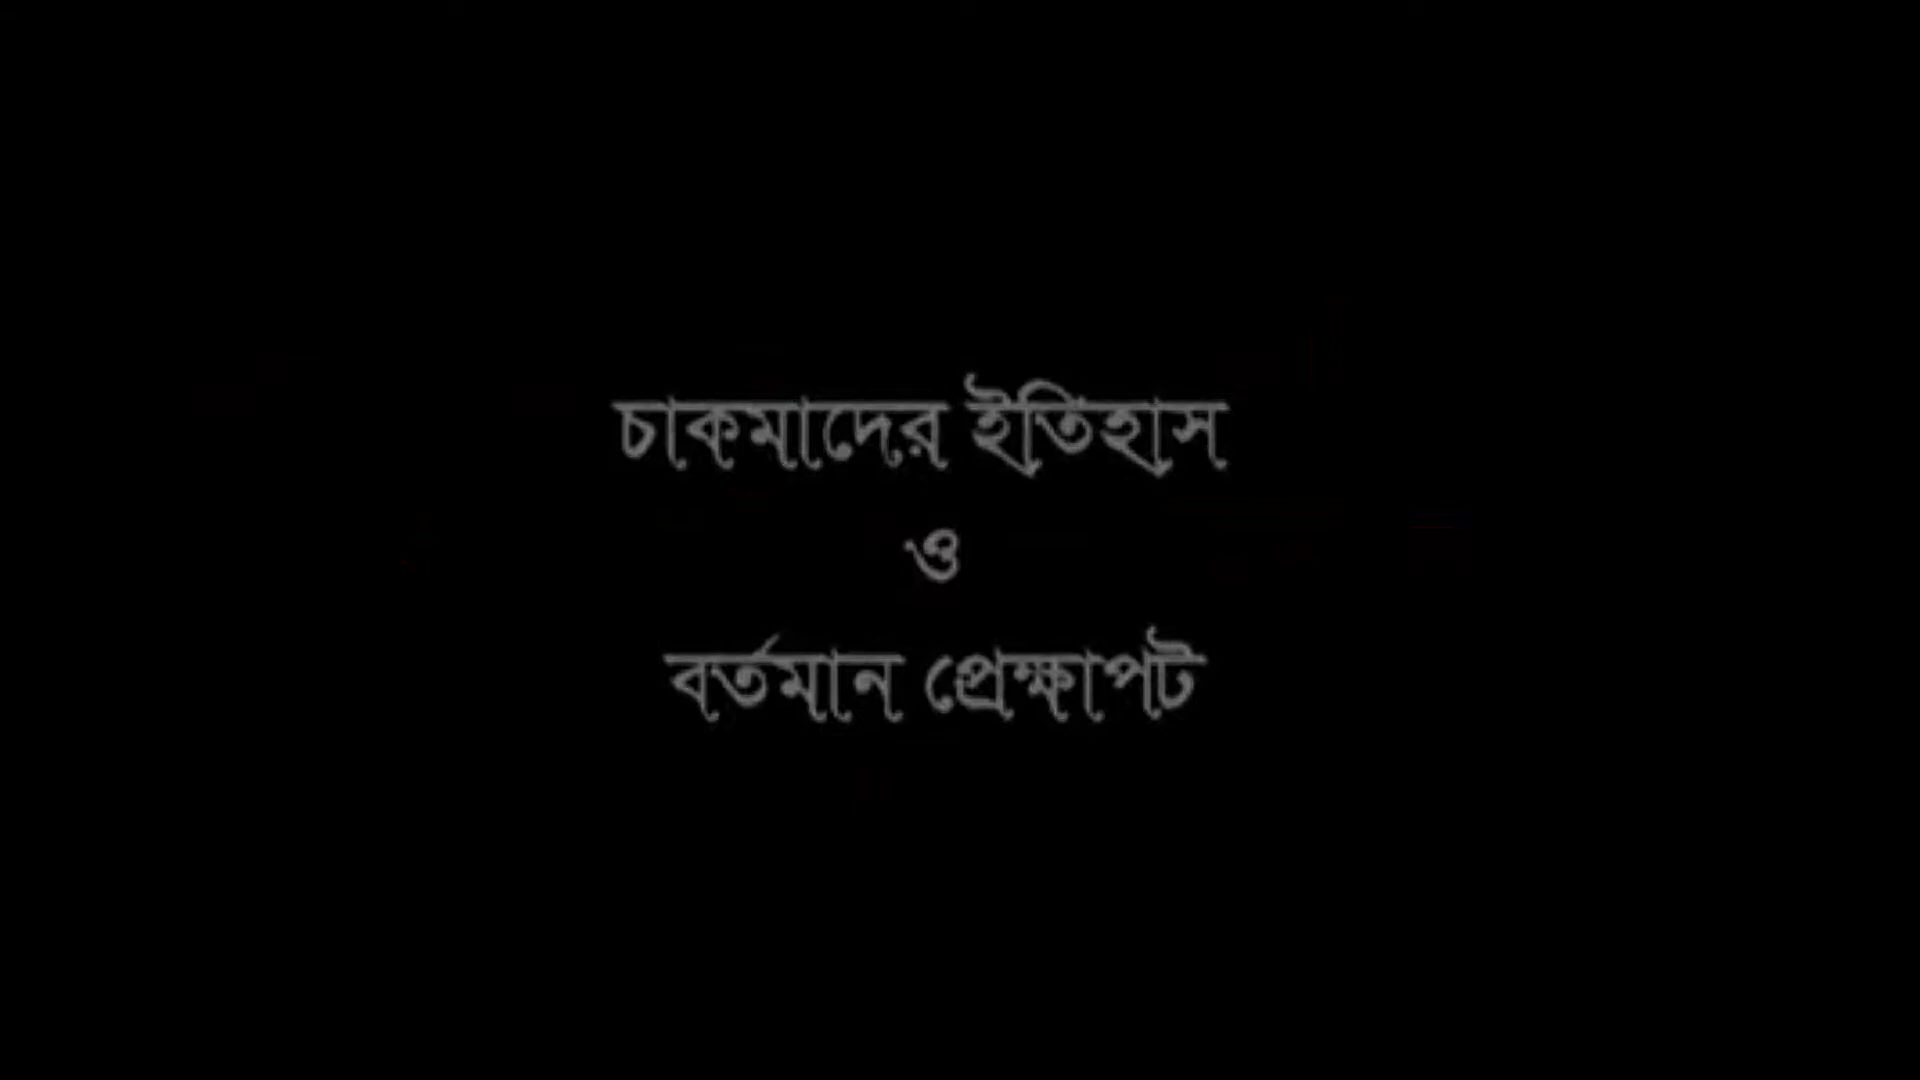 চাকমাদের ইতিহাস
ও
বর্তমান প্রেক্ষাপট